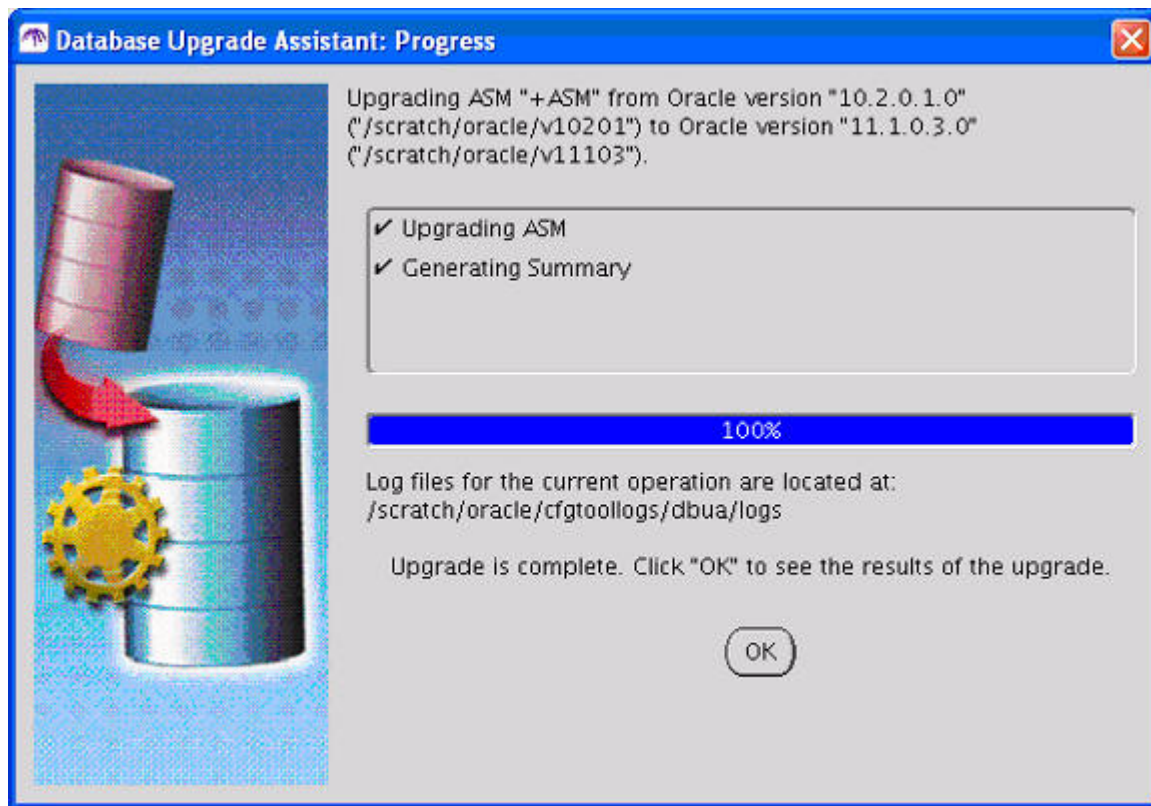 Database Upgrade Assistant: Progress
Upgrading ASM "+ASM" from Oracle version "10.2.0.1.0"
("/scratch/oracle/v10201") to Oracle version "11.1.0.3.0"
("/scratch/oracle/v11103").
✔ Upgrading ASM
✔ Generating Summary
100%
Log files for the current operation are located at:
/scratch/oracle/cfgtoollogs/dbua/logs
Upgrade is complete. Click "OK" to see the results of the upgrade.
OK